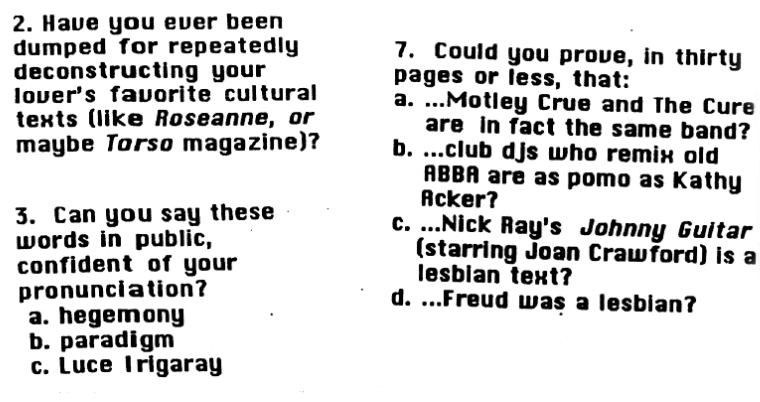 2. Have you ever been
dumped for repeatedly
deconstructing your
lover's favorite cultural
texts (like Roseanne, or
maybe Torso magazine)?
3. Can you say these
words in public,
confident of your
pronunciation?
a. hegemony
b. paradigm
c. Luce Irigaray
7. Could you prove, in thirty
pages or less, that:
a. ...Motley Crue and The Cure
are in fact the same band?
b. ...club djs who remix old
ABBA are as pomo as Kathy
Acker?
c. ...Nick Ray's Johnny Guitar
(starring Joan Crawford) is a
lesbian text?
d. ...Freud was a lesbian?